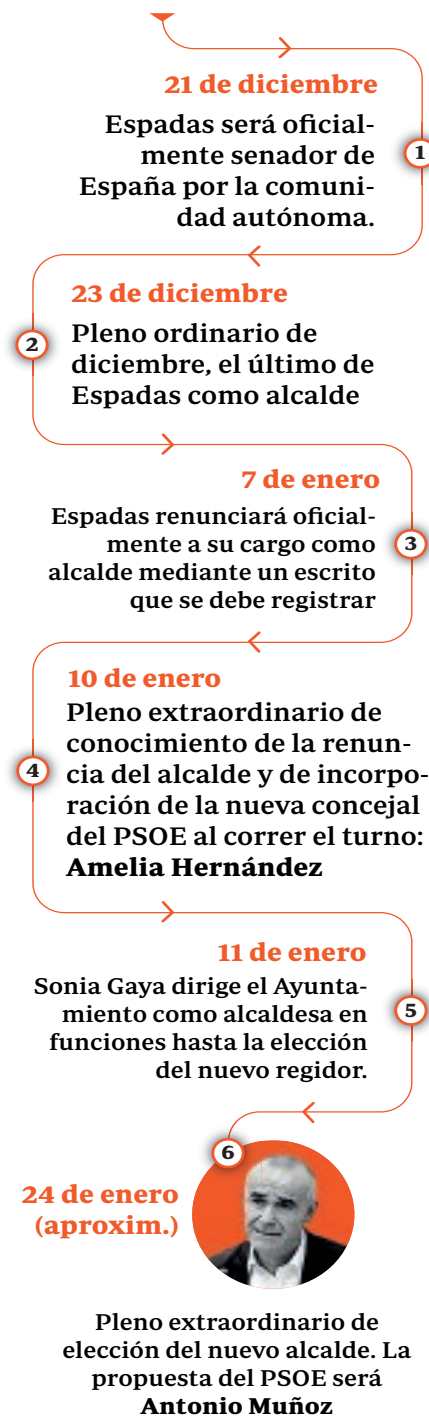 21 de diciembre
Espadas será oficial-
mente senador de
España por la comuni-
dad autónoma.
1
23 de diciembre
2
Pleno ordinario de
diciembre, el último de
Espadas como alcalde
7 de enero
Espadas renunciará oficial-
mente a su cargo como
alcalde mediante un escrito
que se debe registrar
3
10 de enero
Pleno extraordinario de
conocimiento de la renun-
cia del alcalde y de incorpo-
ración de la nueva concejal
del PSOE al correr el turno:
Amelia Hernández
4
11 de enero
Sonia Gaya dirige el Ayunta-
miento como alcaldesa en
funciones hasta la elección
del nuevo regidor.
5
6
24 de enero
(aproxim.)
Pleno extraordinario de
elección del nuevo alcalde. La
propuesta del PSOE será
Antonio Muñoz